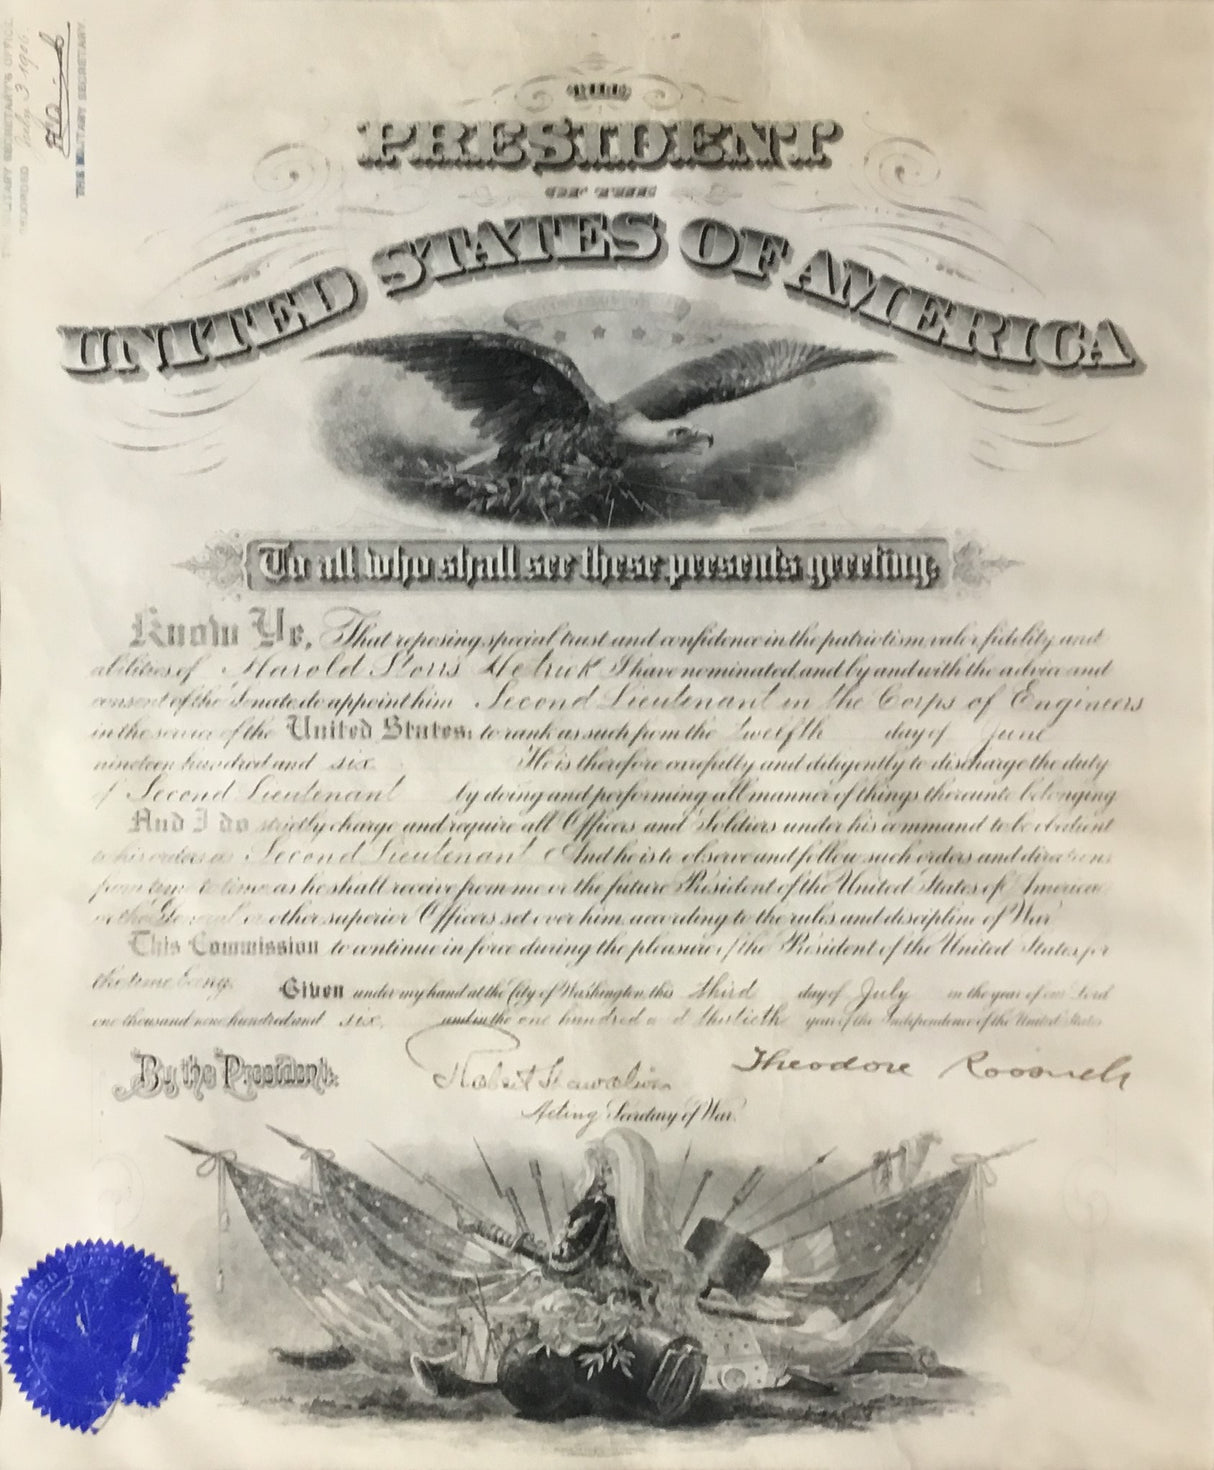 THE MILITARY SECRETARY'S OFFICE
RECORDED July 3 1906
THE MILITARY SECRETARY.
THE
PRESIDENT
OF THE
UNITED STATES OF AMERICA
To all who shall see these presents greeting;
Know Ye, That reposing special trust and confidence in the patriotism valor fidelity and
abilities of Harold Storrs Hetrick I have nominated, and by and with the advice and
consent of the Senate do appoint him Second Lieutenant in the Corps of Engineers
in the service of the United States: to rank as such from the Twelfth day of June
nineteen hundred and six He is therefore carefully and diligently to discharge the duty
of Second Lieutenant by doing and performing all manner of things thereunto belonging
And I do strictly charge and require all Officers and Soldiers under his command to be obedient
to his orders as Second Lieutenant And he is to observe and follow such orders and directions
from time to time as he shall receive from me or the future President of the United States of America
or the General or other superior Officers set over him, according to the rules and discipline of War
This Commission to continue in force during the pleasure of the President of the United States, for
the time being.
Given under my hand at the City of Washington, this third day of July in the year of our Lord
one thousand nine hundred and six, and in the one hundred and thirtieth year of the Independence of the United States
By the President:
Robert Shaw Oliver
Theodore Roosevelt
Acting Secretary of War.